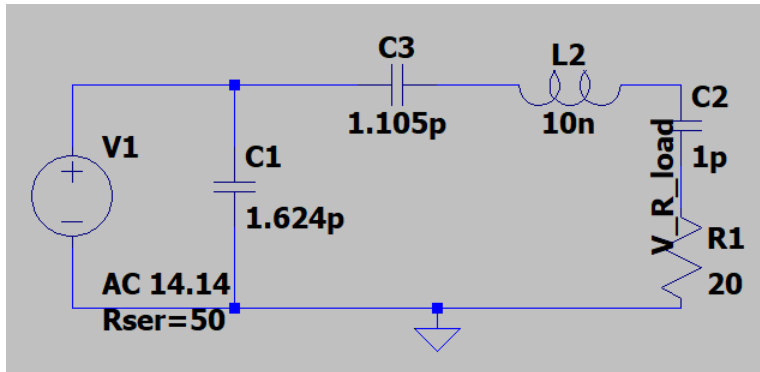 C3
1.105p
L2
10n
C2
1p
V1
C1
1.624p
V_R_load
R1
20
AC 14.14
Rser=50